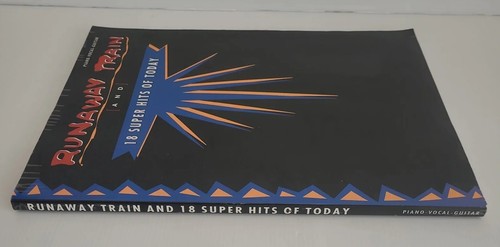 PIANO·VOCAL·GUITAR
RUNAWAY TRAIN
AND
18 SUPER HITS OF TODAY
RUNAWAY TRAIN AND 18 SUPER HITS OF TODAY
PIANO·VOCAL·GUITAR